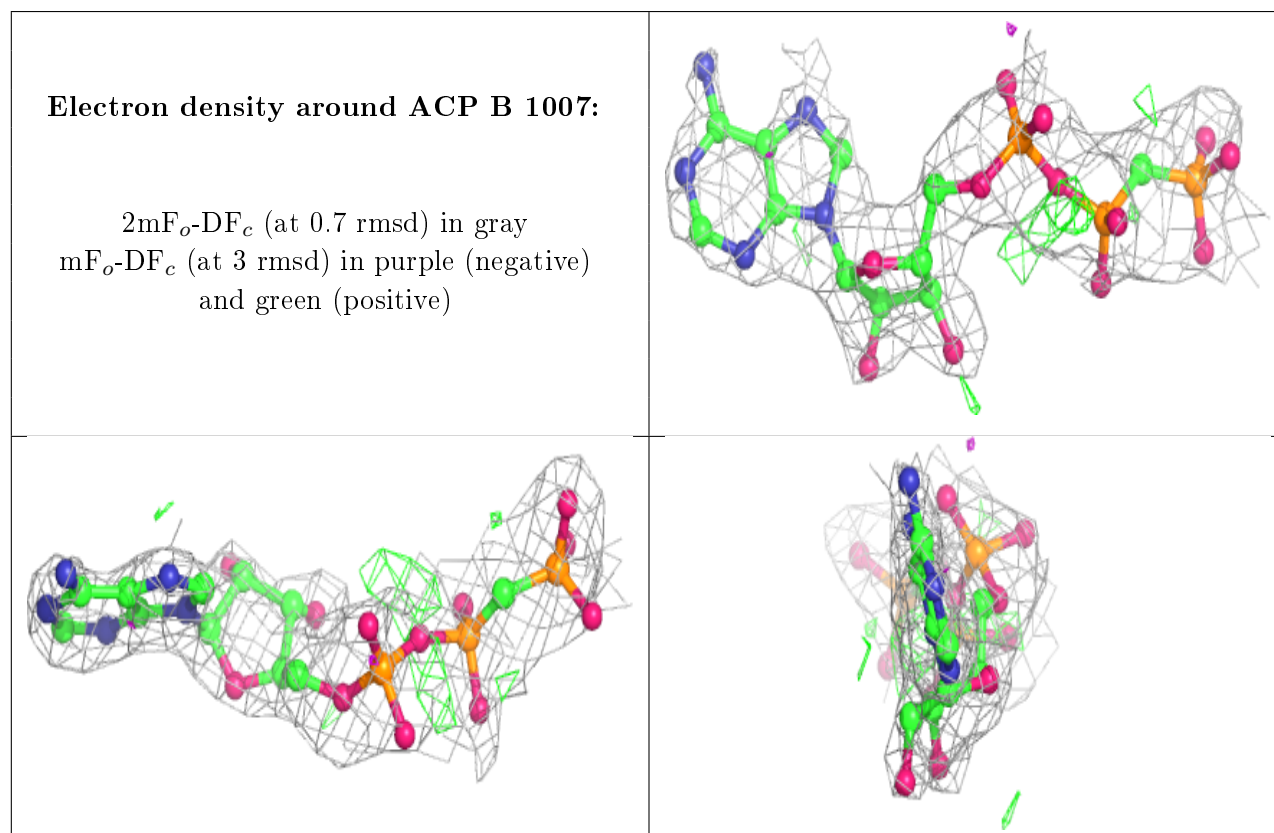 Electron density around ACP B 1007:
2mFₒ-DF𝒸 (at 0.7 rmsd) in gray
mFₒ-DF𝒸 (at 3 rmsd) in purple (negative)
and green (positive)